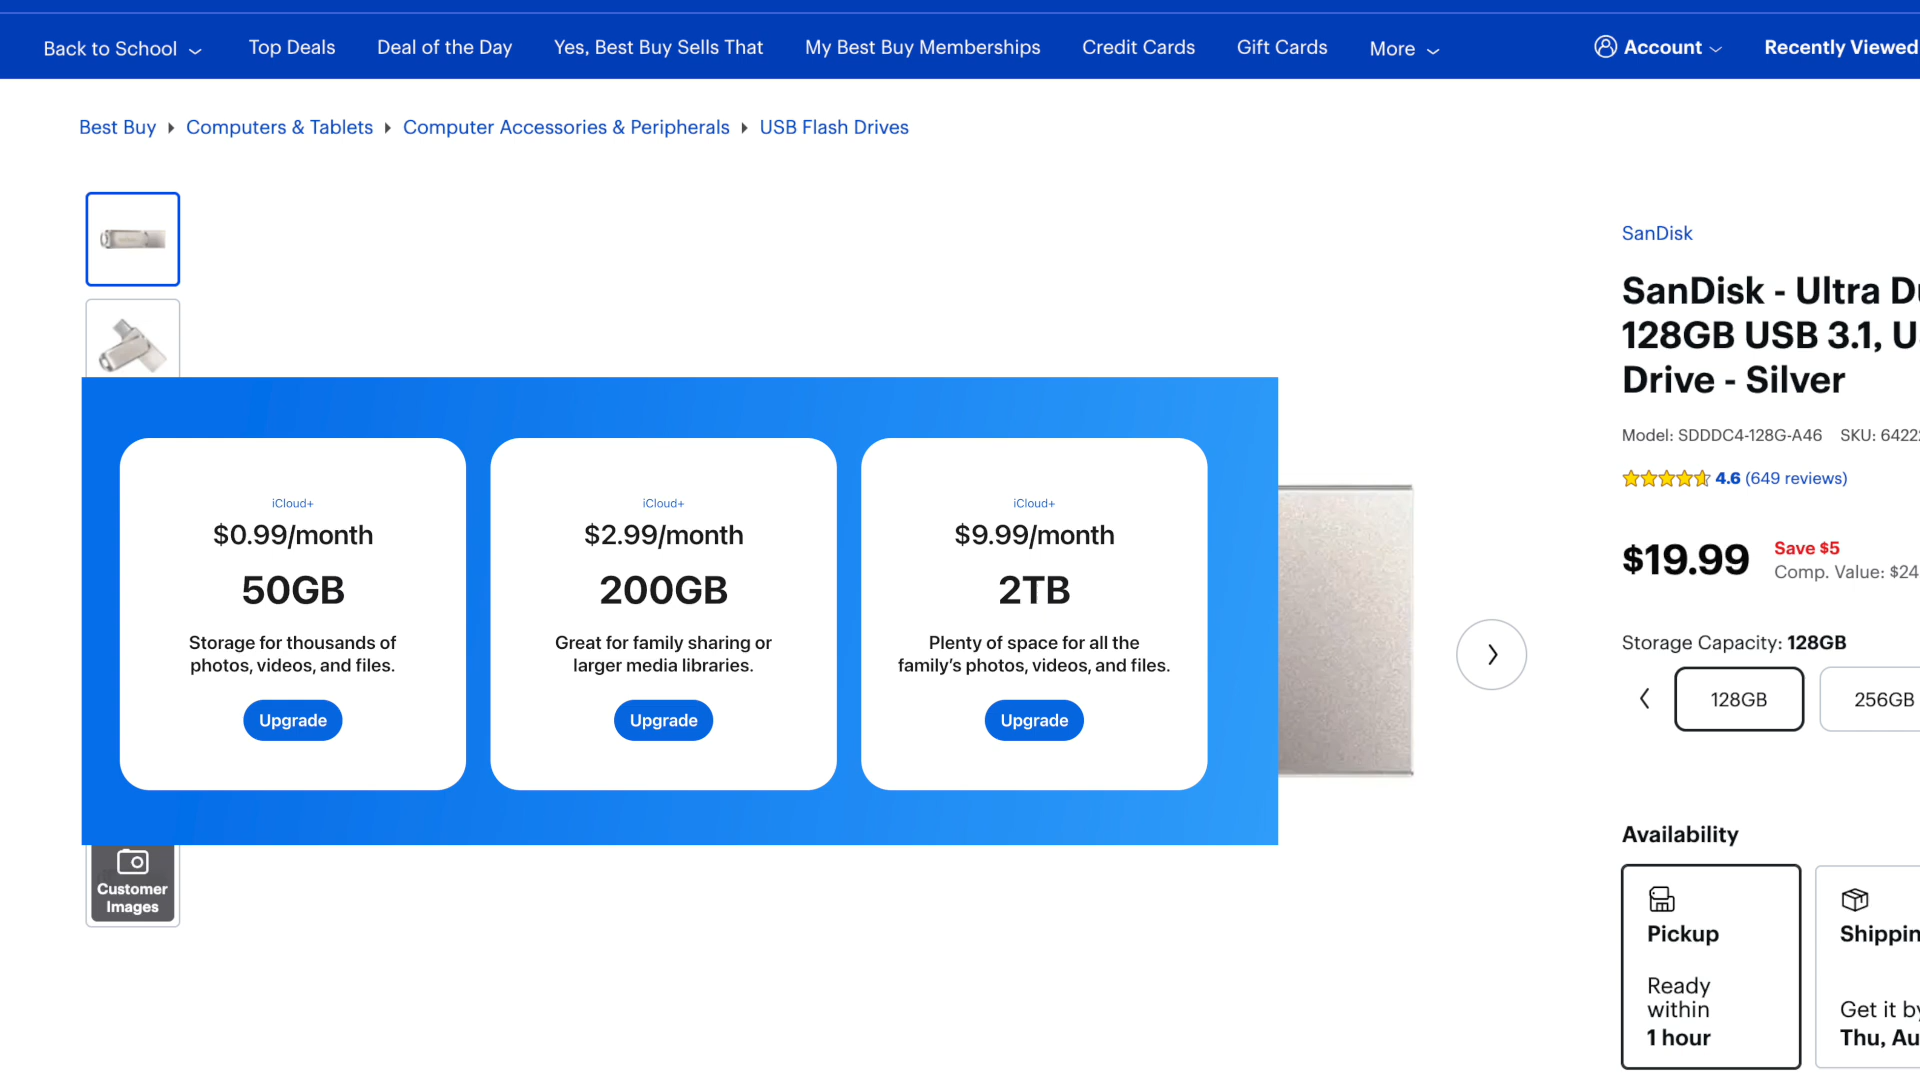 Back to School
Top Deals
Deal of the Day
Yes, Best Buy Sells That
My Best Buy Memberships
Credit Cards
Gift Cards
More
Account
Recently Viewed
Best Buy
Computers & Tablets
Computer Accessories & Peripherals
USB Flash Drives
SanDisk
SanDisk - Ultra
128GB USB 3.1,
Drive - Silver
Model: SDDDC4-128G-A46 SKU:
4.6 (649 reviews)
$19.99
Save $5
Comp. Value:
Storage Capacity: 128GB
128GB
256GB
iCloud+
$0.99/month
50GB
Storage for thousands of
photos, videos, and files.
Upgrade
iCloud+
$2.99/month
200GB
Great for family sharing or
larger media libraries.
Upgrade
iCloud+
$9.99/month
2TB
Plenty of space for all the
family's photos, videos, and files.
Upgrade
Customer
Images
Availability
Pickup
Ready
within
1 hour
Get it
Thu,